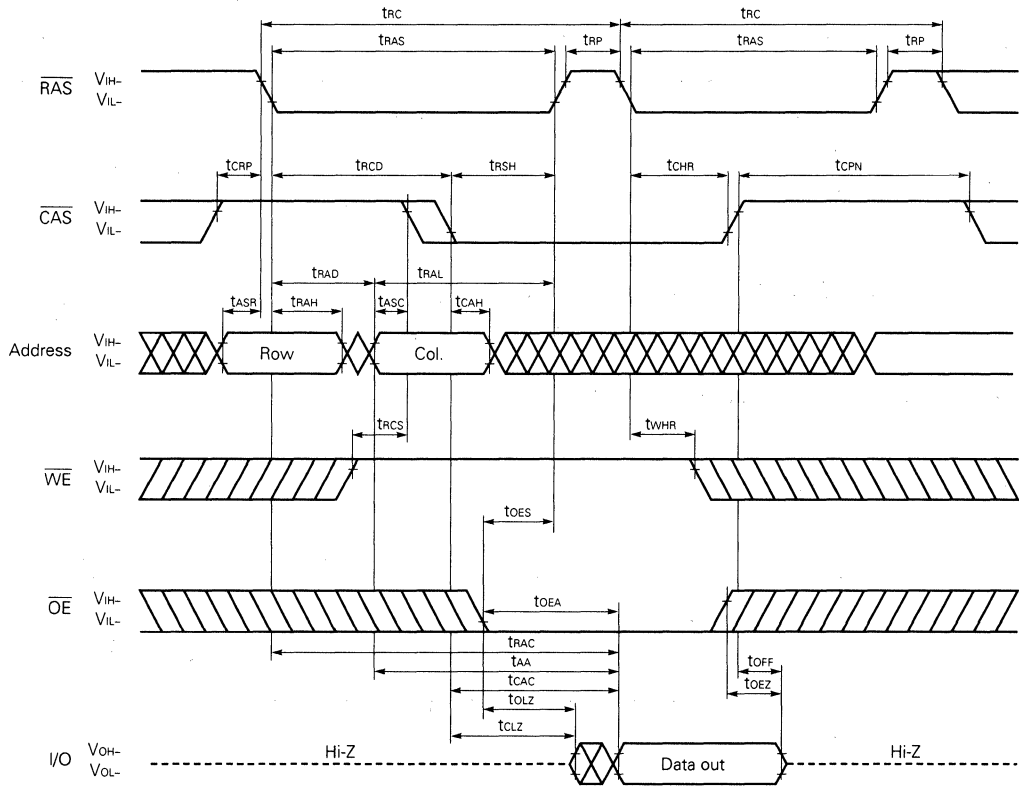 tRC tRC
tRAS tRP tRAS tRP
RAS VIH– VIL–
tCRP tRCD tRSH tCHR tCPN
CAS VIH– VIL–
tRAD tRAL
tASR tRAH tASC tCAH
Address VIH– VIL– Row Col.
tRCS tWHR
WE VIH– VIL–
tOES
OE VIH– VIL–
tOEA
tRAC
tAA tOFF
tCAC tOEZ
tOLZ
tCLZ
I/O VOH– VOL– Hi-Z Data out Hi-Z